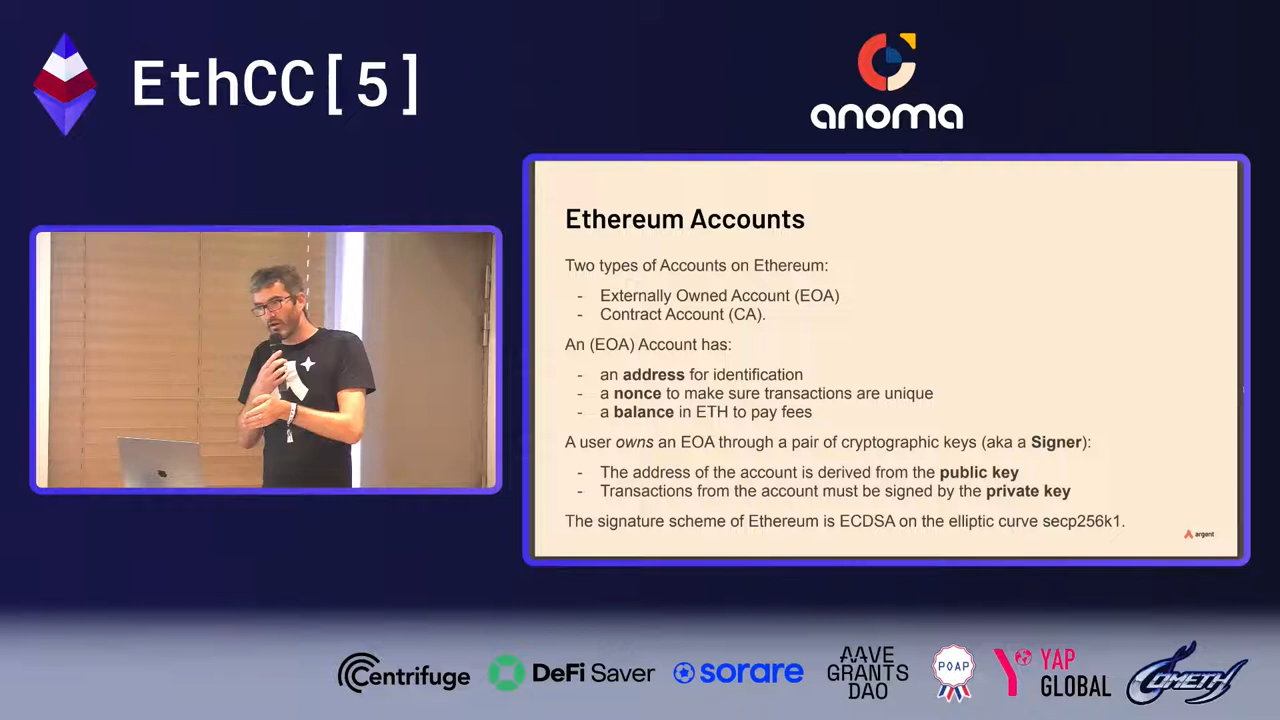 EthCC[5]
anoma
Ethereum Accounts
Two types of Accounts on Ethereum:
- Externally Owned Account (EOA)
- Contract Account (CA).
An (EOA) Account has:
- an address for identification
- a nonce to make sure transactions are unique
- a balance in ETH to pay fees
A user owns an EOA through a pair of cryptographic keys (aka a Signer):
- The address of the account is derived from the public key
- Transactions from the account must be signed by the private key
The signature scheme of Ethereum is ECDSA on the elliptic curve secp256k1.
argent
Centrifuge
DeFi Saver
sorare
AAVE
GRANTS
DAO
POAP
YAP
GLOBAL
COMETH